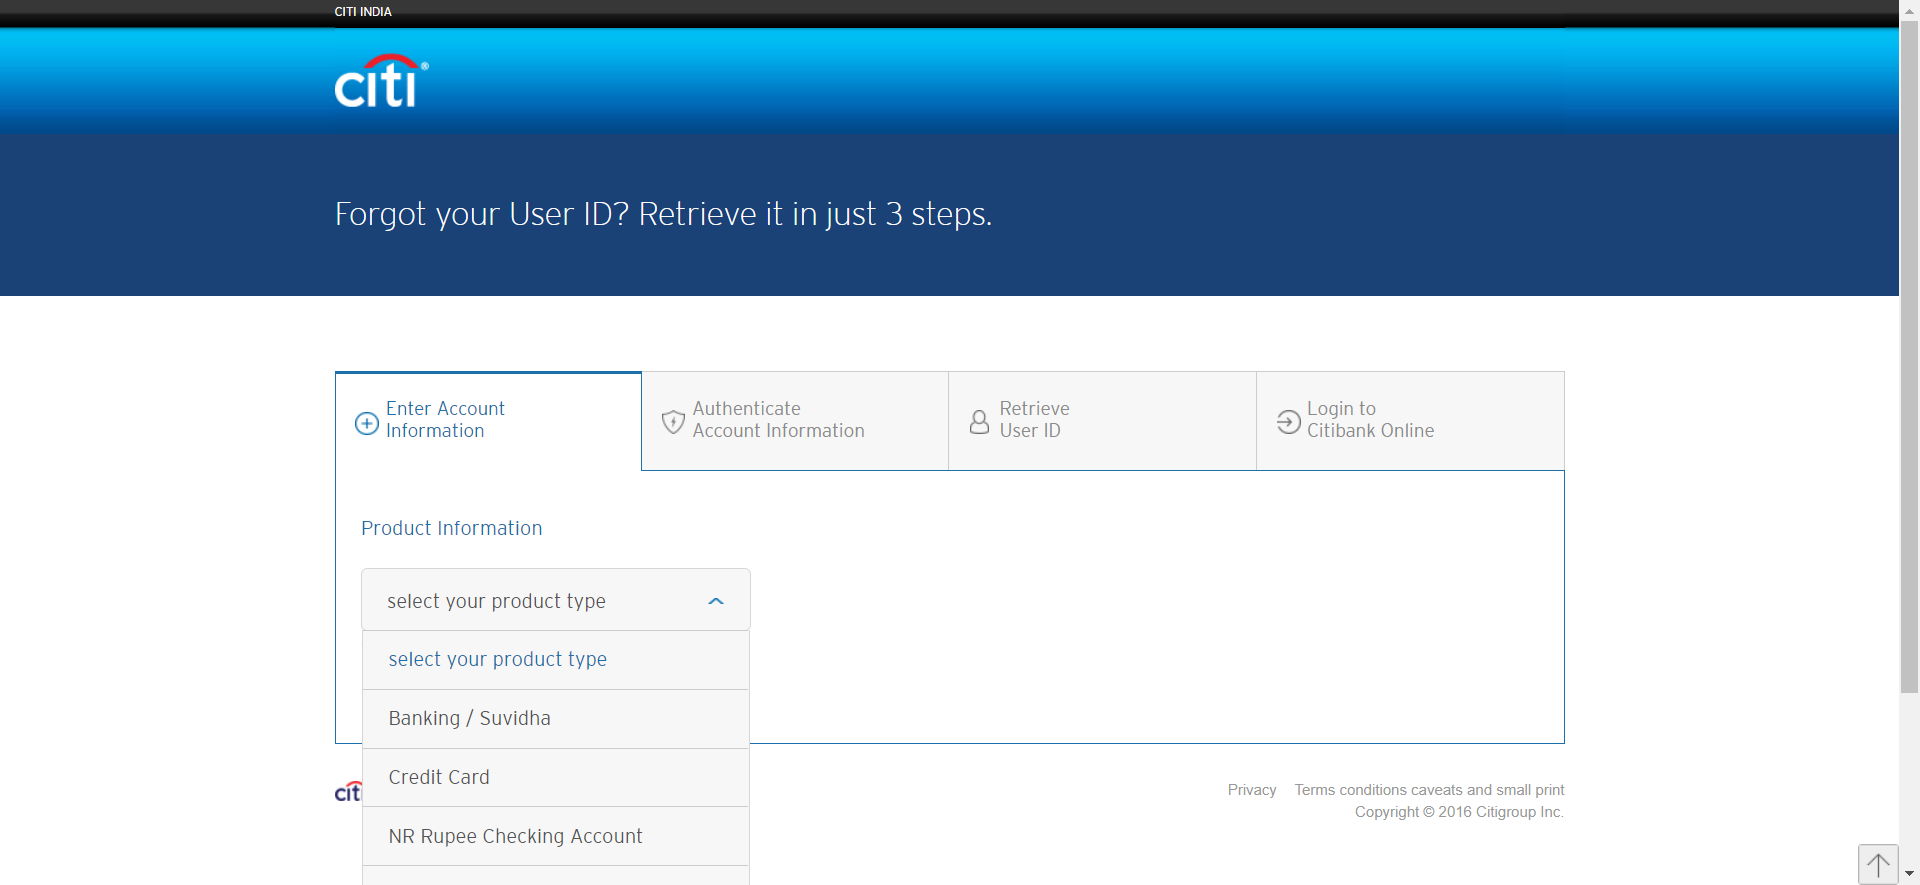 CITI INDIA
citi®
Forgot your User ID? Retrieve it in just 3 steps.
Enter Account
Information
Authenticate
Account Information
Retrieve
User ID
Login to
Citibank Online
Product Information
select your product type
select your product type
Banking / Suvidha
Credit Card
NR Rupee Checking Account
citi
Privacy Terms conditions caveats and small print
Copyright © 2016 Citigroup Inc.